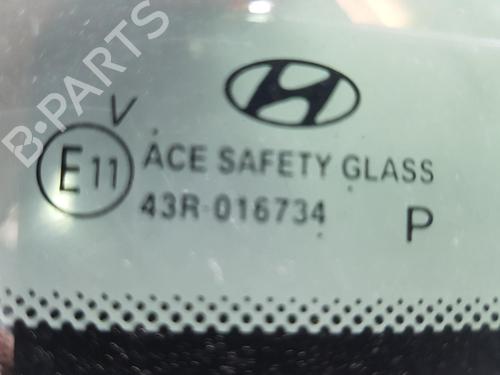 B-PARTS
V
E11
ACE SAFETY GLASS
43R-016734
P